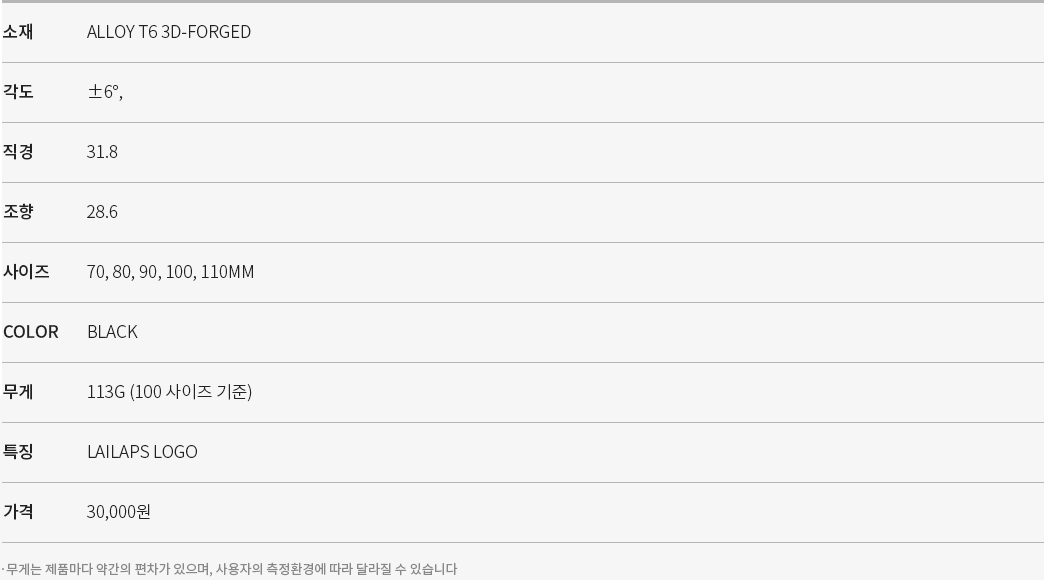 소재 ALLOY T6 3D-FORGED
각도 ±6°,
직경 31.8
조향 28.6
사이즈 70, 80, 90, 100, 110MM
COLOR BLACK
무게 113G (100 사이즈 기준)
특징 LAILAPS LOGO
가격 30,000원
·무게는 제품마다 약간의 편차가 있으며, 사용자의 측정환경에 따라 달라질 수 있습니다